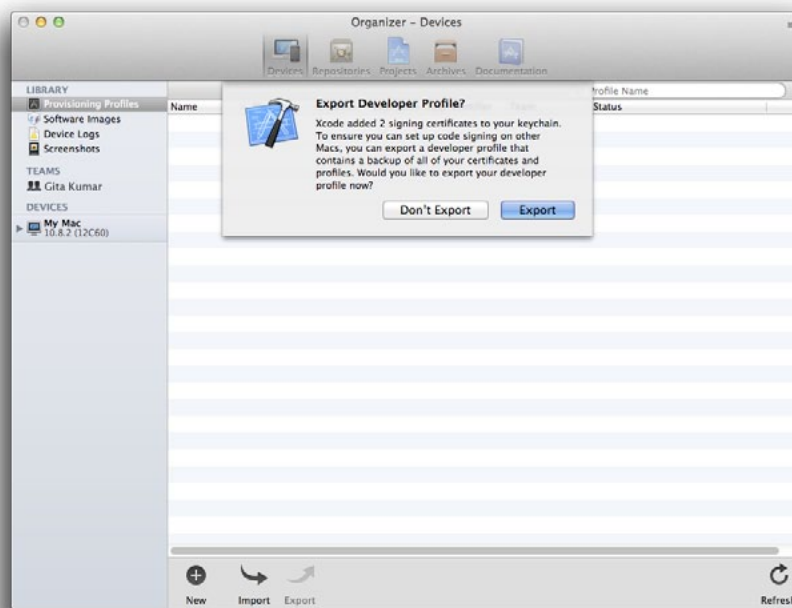 Organizer – Devices
Devices Repositories Projects Archives Documentation
LIBRARY
Provisioning Profiles
Software Images
Device Logs
Screenshots
TEAMS
Gita Kumar
DEVICES
My Mac
10.8.2 (12C60)
Profile Name
Name
Status
Export Developer Profile?
Xcode added 2 signing certificates to your keychain.
To ensure you can set up code signing on other
Macs, you can export a developer profile that
contains a backup of all of your certificates and
profiles. Would you like to export your developer
profile now?
Don't Export Export
New Import Export
Refresh